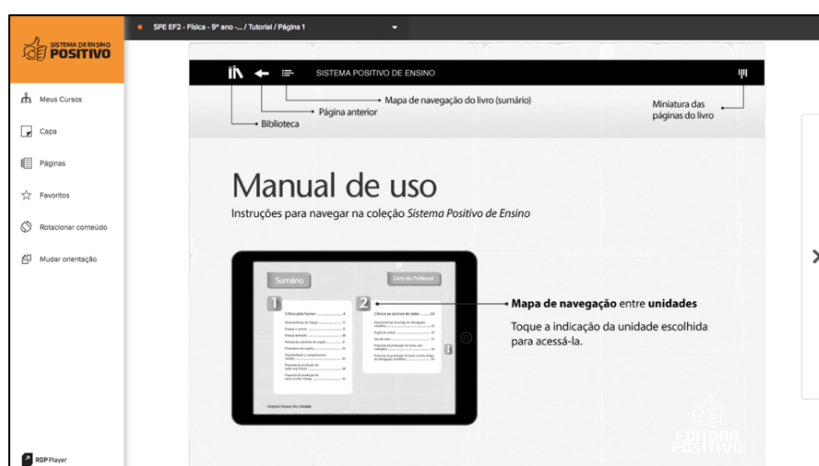 SPE EF2 - Física - 9º ano -... / Tutorial / Página 1
SISTEMA DE ENSINO
POSITIVO
Meus Cursos
Capa
Páginas
Favoritos
Rotacionar conteúdo
Mudar orientação
RDP Player
SISTEMA POSITIVO DE ENSINO
Mapa de navegação do livro (sumário)
Página anterior
Biblioteca
Miniatura das
páginas do livro
Manual de uso
Instruções para navegar na coleção Sistema Positivo de Ensino
Sumário
Livro do Professor
1
2
Mapa de navegação entre unidades
Toque a indicação da unidade escolhida
para acessá-la.
EDITORA
POSITIVO